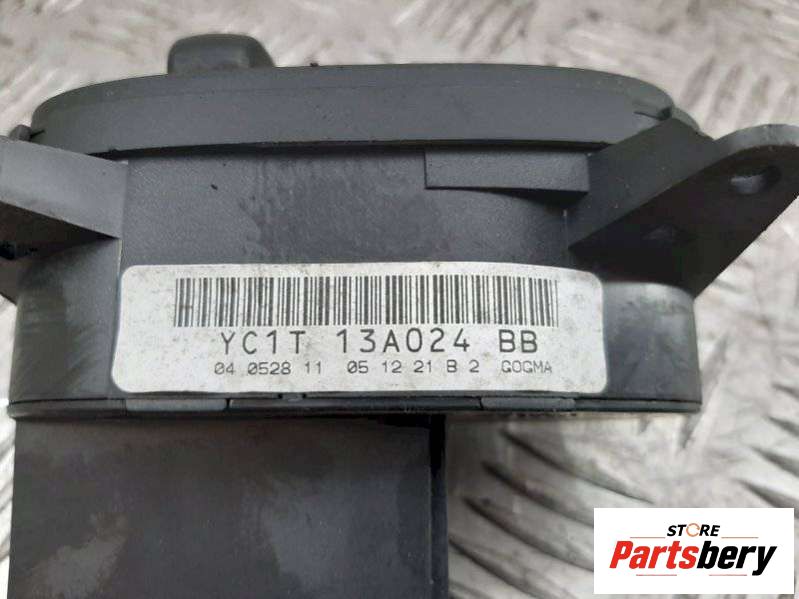 YC1T 13A024 BB
04 0528 11 05 12 21 B 2 GOGMA
STORE
Partsbery